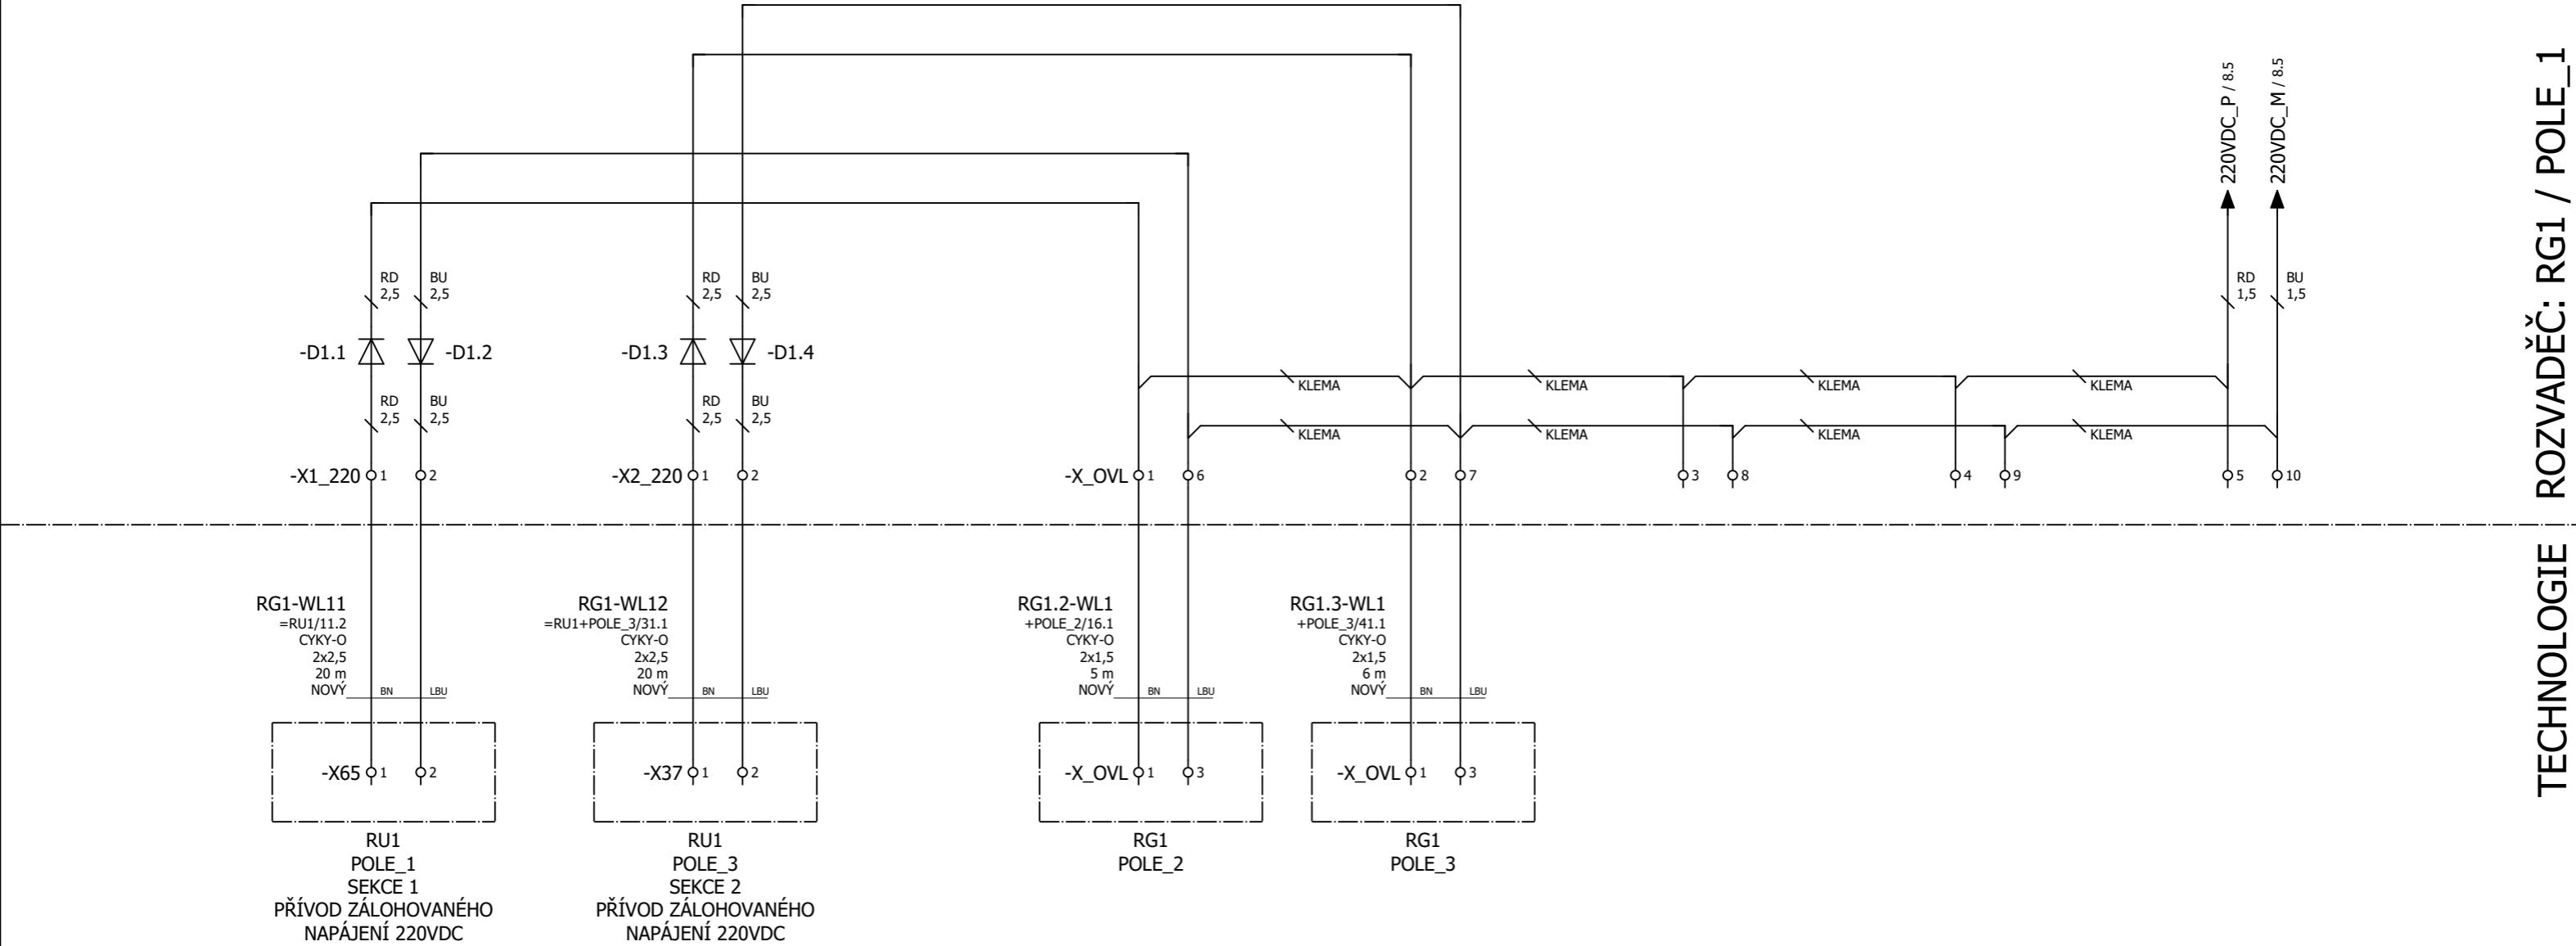 220VDC_P / 8.5
220VDC_M / 8.5
ROZVADĚČ: RG1 / POLE_1
RD
2,5
BU
2,5
RD
2,5
BU
2,5
RD
1,5
BU
1,5
-D1.1
-D1.2
-D1.3
-D1.4
RD
2,5
BU
2,5
RD
2,5
BU
2,5
KLEMA
KLEMA
KLEMA
KLEMA
KLEMA
KLEMA
KLEMA
KLEMA
-X1_220 1 2
-X2_220 1 2
-X_OVL 1 6 2 7 3 8 4 9 5 10
TECHNOLOGIE
RG1-WL11
=RU1/11.2
CYKY-O
2x2,5
20 m
NOVÝ BN LBU
RG1-WL12
=RU1+POLE_3/31.1
CYKY-O
2x2,5
20 m
NOVÝ BN LBU
RG1.2-WL1
+POLE_2/16.1
CYKY-O
2x1,5
5 m
NOVÝ BN LBU
RG1.3-WL1
+POLE_3/41.1
CYKY-O
2x1,5
6 m
NOVÝ BN LBU
-X65 1 2
-X37 1 2
-X_OVL 1 3
-X_OVL 1 3
RU1
POLE_1
SEKCE 1
PŘÍVOD ZÁLOHOVANÉHO
NAPÁJENÍ 220VDC
RU1
POLE_3
SEKCE 2
PŘÍVOD ZÁLOHOVANÉHO
NAPÁJENÍ 220VDC
RG1
POLE_2
RG1
POLE_3